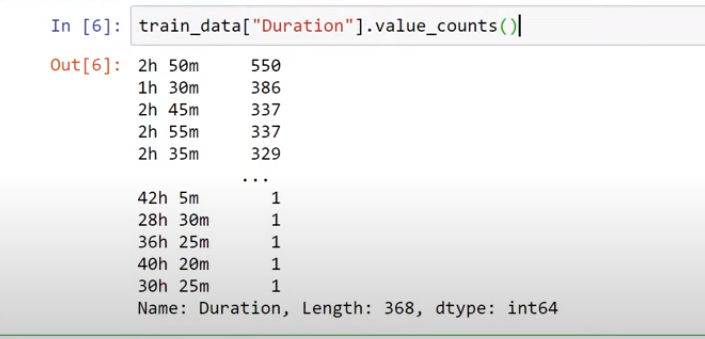 In [6]: train_data["Duration"].value_counts()
Out[6]: 2h 50m 550
1h 30m 386
2h 45m 337
2h 55m 337
2h 35m 329
...
42h 5m 1
28h 30m 1
36h 25m 1
40h 20m 1
30h 25m 1
Name: Duration, Length: 368, dtype: int64